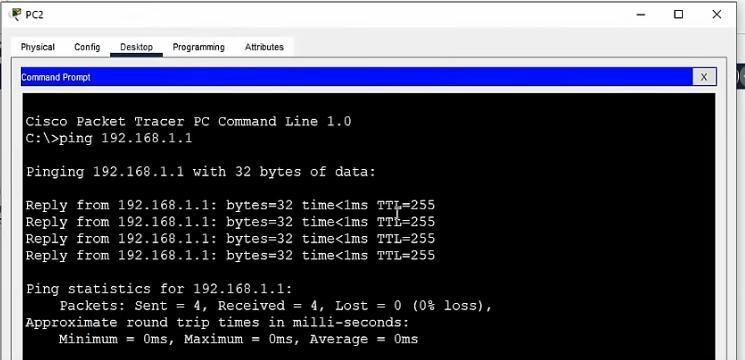 PC2
Physical Config Desktop Programming Attributes
Command Prompt
X
Cisco Packet Tracer PC Command Line 1.0
C:\>ping 192.168.1.1
Pinging 192.168.1.1 with 32 bytes of data:
Reply from 192.168.1.1: bytes=32 time<1ms TTL=255
Reply from 192.168.1.1: bytes=32 time<1ms TTL=255
Reply from 192.168.1.1: bytes=32 time<1ms TTL=255
Reply from 192.168.1.1: bytes=32 time<1ms TTL=255
Ping statistics for 192.168.1.1:
Packets: Sent = 4, Received = 4, Lost = 0 (0% loss),
Approximate round trip times in milli-seconds:
Minimum = 0ms, Maximum = 0ms, Average = 0ms